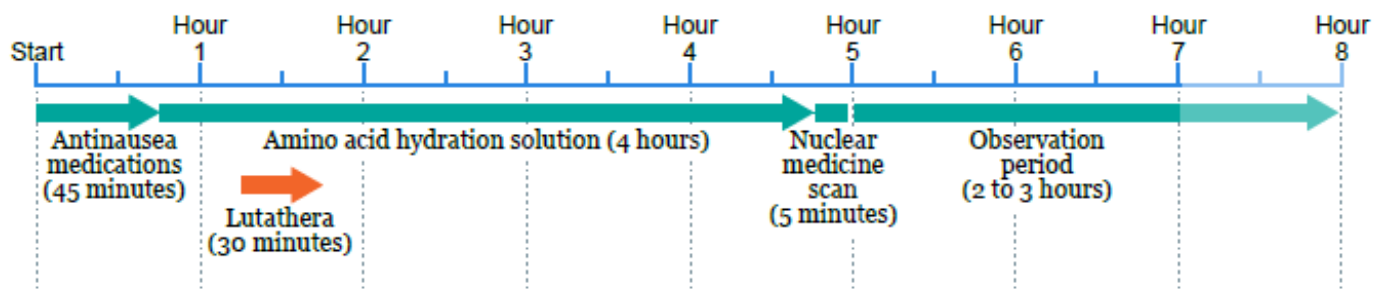 Start
Hour
1
Hour
2
Hour
3
Hour
4
Hour
5
Hour
6
Hour
7
Hour
8
Antinausea
medications
(45 minutes)
Amino acid hydration solution (4 hours)
Lutathera
(30 minutes)
Nuclear
medicine
scan
(5 minutes)
Observation
period
(2 to 3 hours)